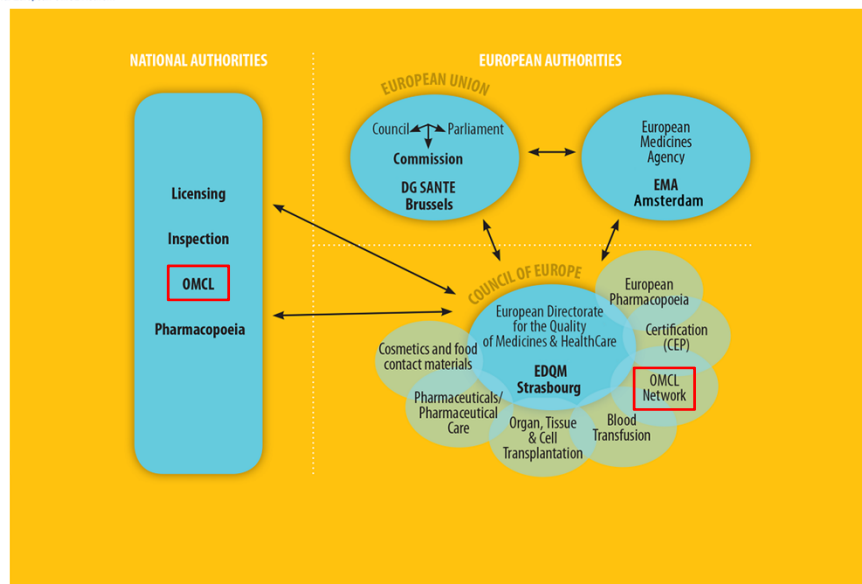 NATIONAL AUTHORITIES
Licensing
Inspection
OMCL
Pharmacopoeia
EUROPEAN AUTHORITIES
EUROPEAN UNION
Council
Parliament
Commission
DG SANTE
Brussels
European
Medicines
Agency
EMA
Amsterdam
COUNCIL OF EUROPE
European Directorate
for the Quality
of Medicines & HealthCare
EDQM
Strasbourg
European
Pharmacopoeia
Certification
(CEP)
OMCL
Network
Blood
Transfusion
Organ, Tissue
& Cell
Transplantation
Pharmaceuticals/
Pharmaceutical
Care
Cosmetics and food
contact materials